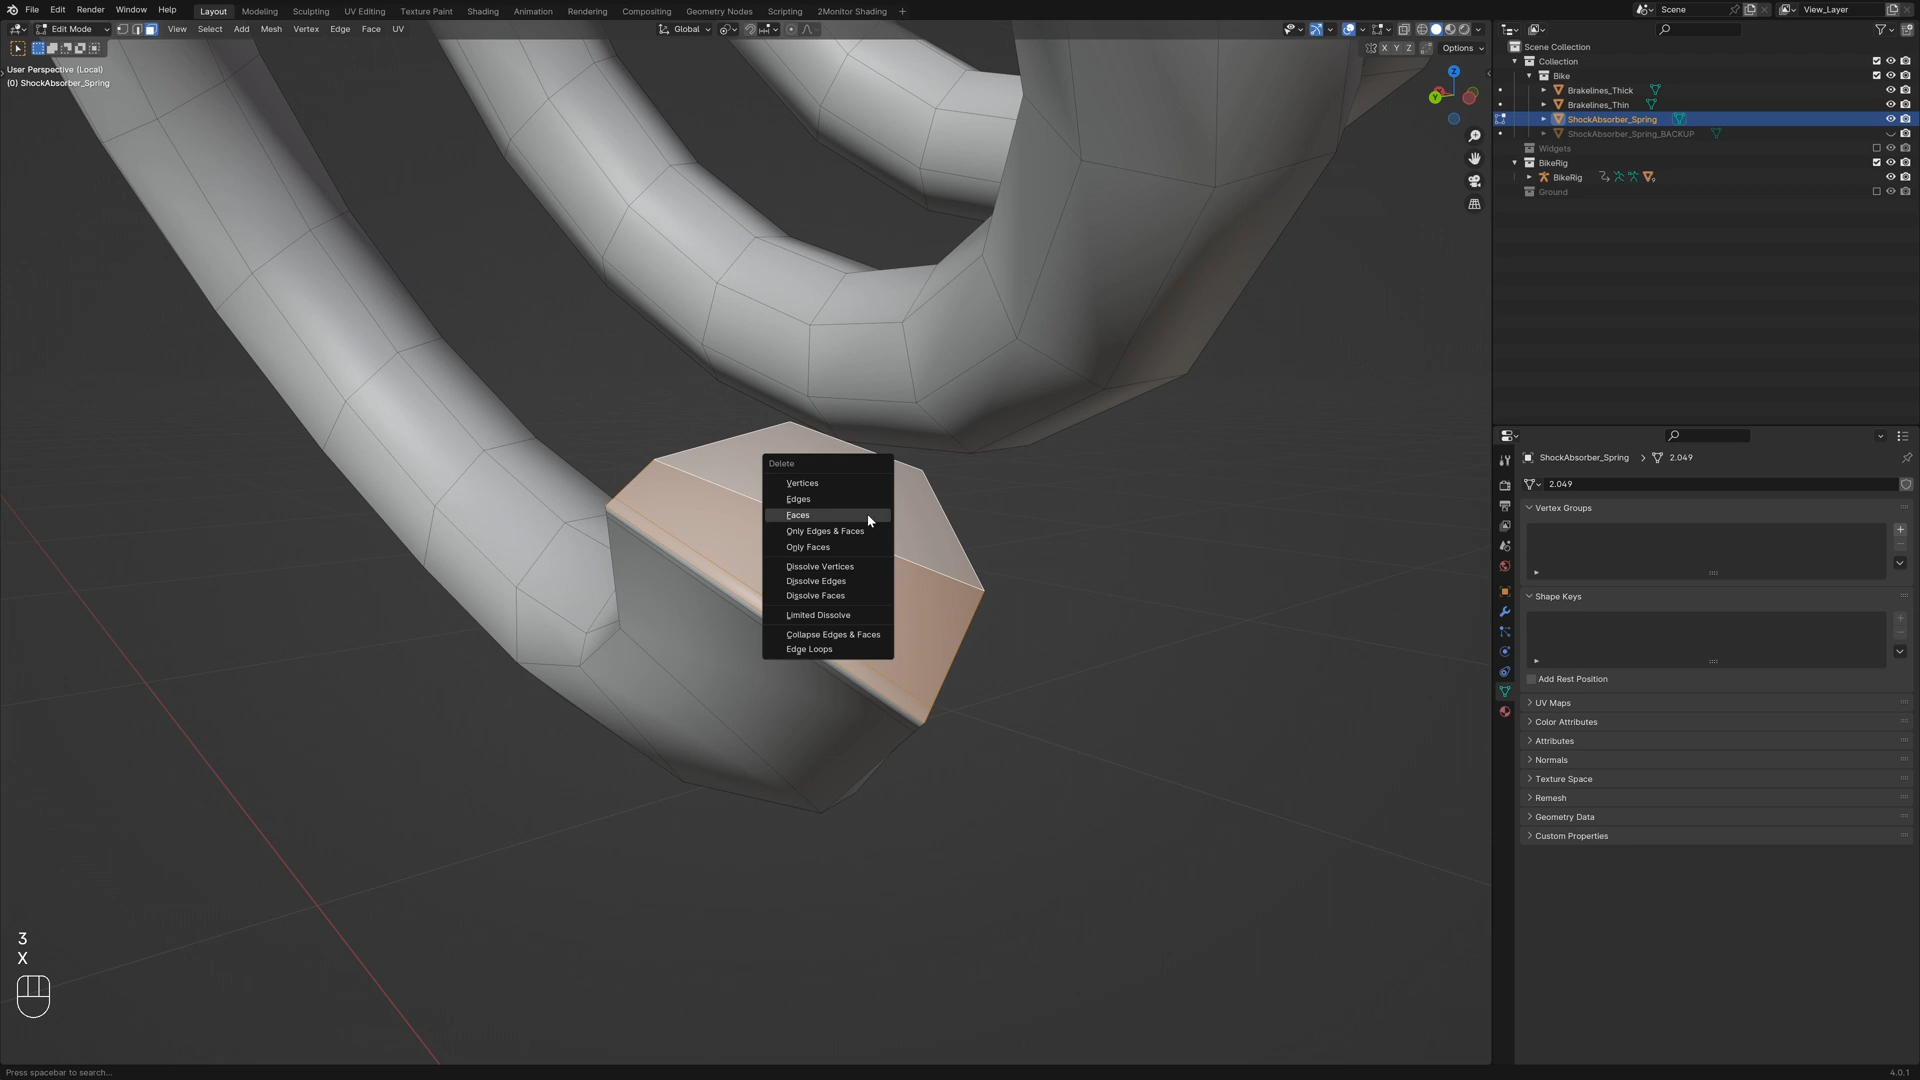 File Edit Render Window Help Layout Modeling Sculpting UV Editing Texture Paint Shading Animation Rendering Compositing Geometry Nodes Scripting 2Monitor Shading + Scene View_Layer
Edit Mode View Select Add Mesh Vertex Edge Face UV Global
X Y Z Options
User Perspective (Local)
(0) ShockAbsorber_Spring
Z
Y
Delete
Vertices
Edges
Faces
Only Edges & Faces
Only Faces
Dissolve Vertices
Dissolve Edges
Dissolve Faces
Limited Dissolve
Collapse Edges & Faces
Edge Loops
3
X
Scene Collection
Collection
Bike
Brakelines_Thick
Brakelines_Thin
ShockAbsorber_Spring
ShockAbsorber_Spring_BACKUP
Widgets
BikeRig
BikeRig
9
Ground
ShockAbsorber_Spring > 2.049
2.049
Vertex Groups
Shape Keys
Add Rest Position
UV Maps
Color Attributes
Attributes
Normals
Texture Space
Remesh
Geometry Data
Custom Properties
Press spacebar to search...
4.0.1